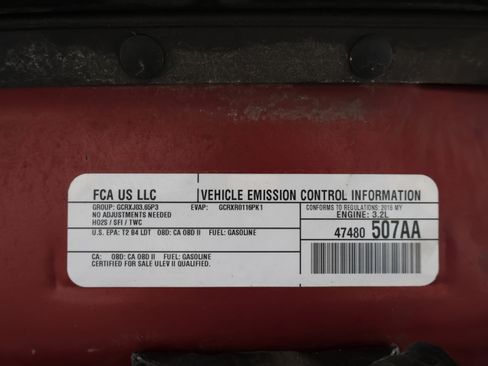 FCA US LLC VEHICLE EMISSION CONTROL INFORMATION
GROUP: GCRXJ03.65P3 EVAP: GCRXR0116PK1 CONFORMS TO REGULATIONS: 2016 MY
NO ADJUSTMENTS NEEDED ENGINE: 3.2L
HO2S / SFI / TWC
U.S. EPA: T2 B4 LDT OBD: CA OBD II FUEL: GASOLINE 47480 507AA
CA: OBD: CA OBD II FUEL: GASOLINE
CERTIFIED FOR SALE ULEV II QUALIFIED.